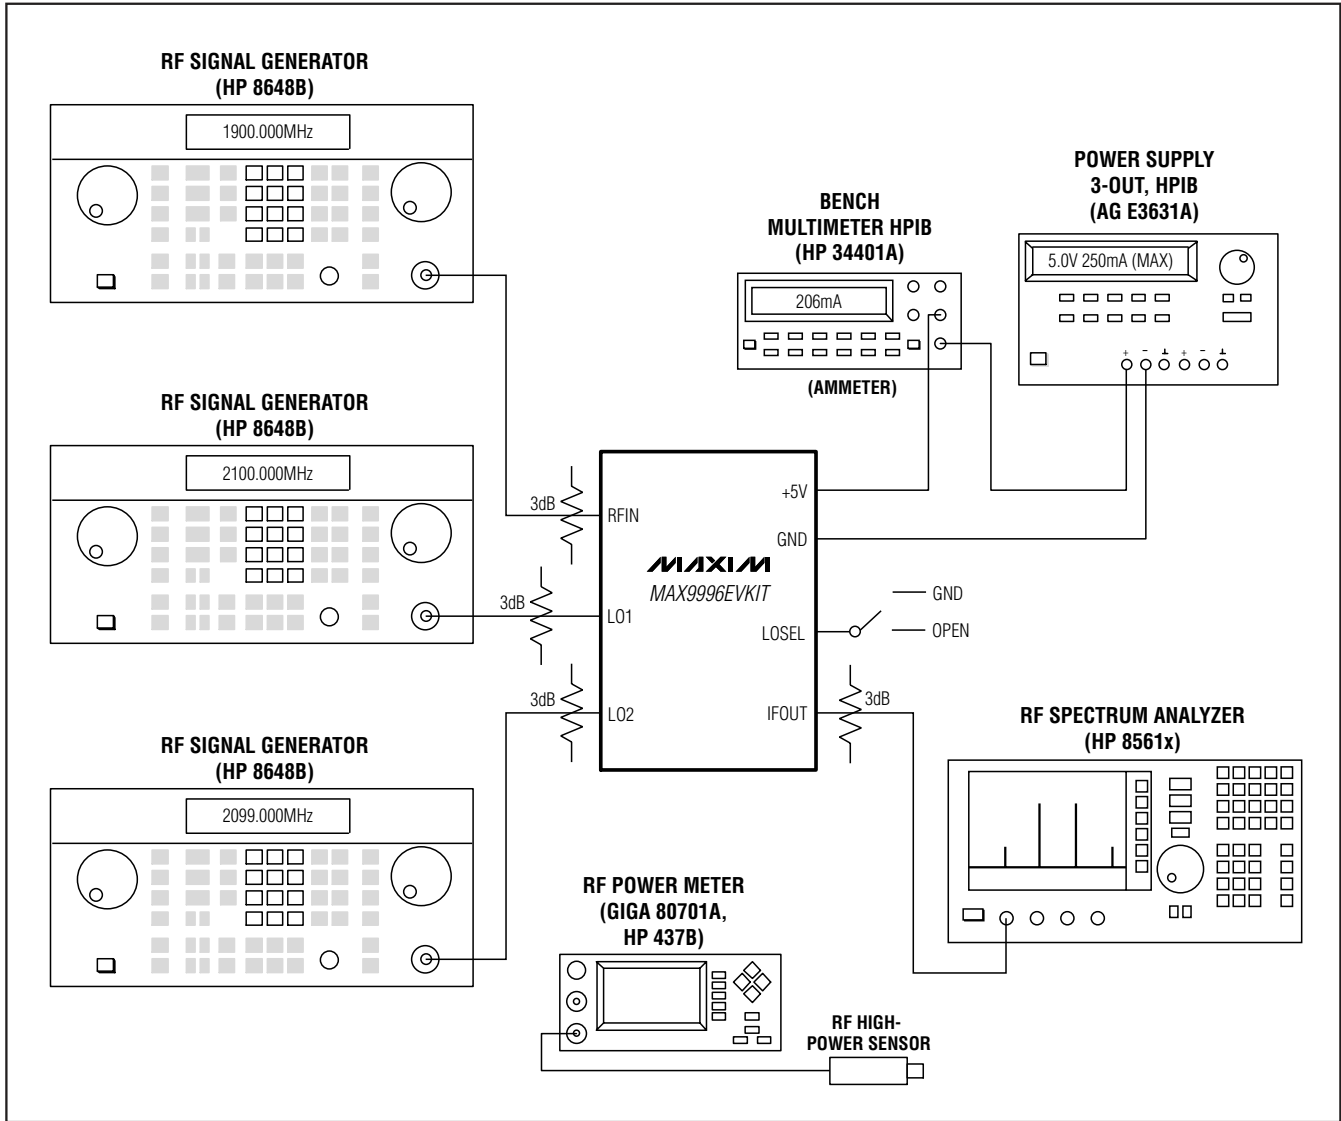 RF SIGNAL GENERATOR
(HP 8648B)
1900.000MHz
POWER SUPPLY
3-OUT, HPIB
(AG E3631A)
5.0V 250mA (MAX)
+ - + -
BENCH
MULTIMETER HPIB
(HP 34401A)
206mA
(AMMETER)
RF SIGNAL GENERATOR
(HP 8648B)
2100.000MHz
3dB
RFIN
+5V
GND
MAXIM
MAX9996EVKIT
3dB
LO1
LOSEL
GND
OPEN
3dB
LO2
IFOUT
3dB
RF SIGNAL GENERATOR
(HP 8648B)
2099.000MHz
RF SPECTRUM ANALYZER
(HP 8561x)
RF POWER METER
(GIGA 80701A,
HP 437B)
RF HIGH-
POWER SENSOR